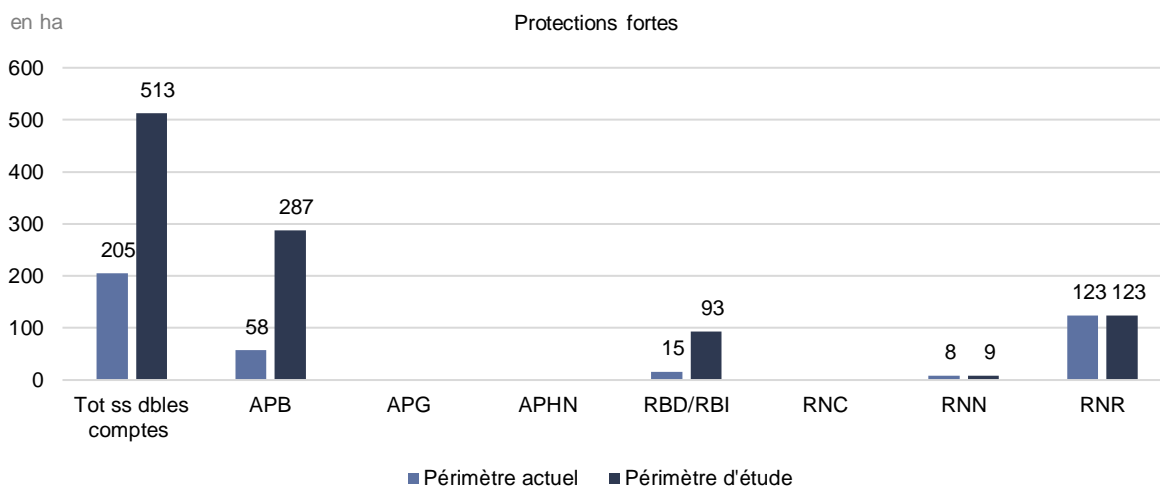 en ha
Protections fortes
600
500
400
300
200
100
0
205
513
58
287
15
93
8
9
123
123
Tot ss dbles
comptes
APB
APG
APHN
RBD/RBI
RNC
RNN
RNR
Périmètre actuel
Périmètre d'étude